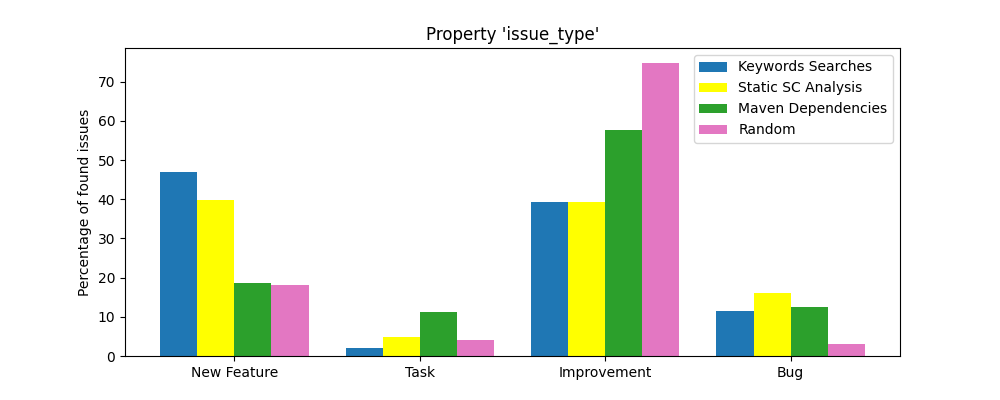 Property 'issue_type'
Percentage of found issues
70
60
50
40
30
20
10
0
New Feature
Task
Improvement
Bug
Keywords Searches
Static SC Analysis
Maven Dependencies
Random